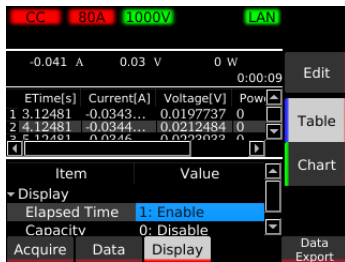 CC 80A 1000V LAN
-0.041 A 0.03 V 0 W
0:00:09
Edit
ETime[s] Current[A] Voltage[V]
1 3.12481 -0.0343... 0.0197737 0
2 4.12481 -0.0344... 0.0212484 0
Table
Chart
Item Value
Display
Elapsed Time 1: Enable
Capacity 0: Disable
Acquire Data Display Data
Export